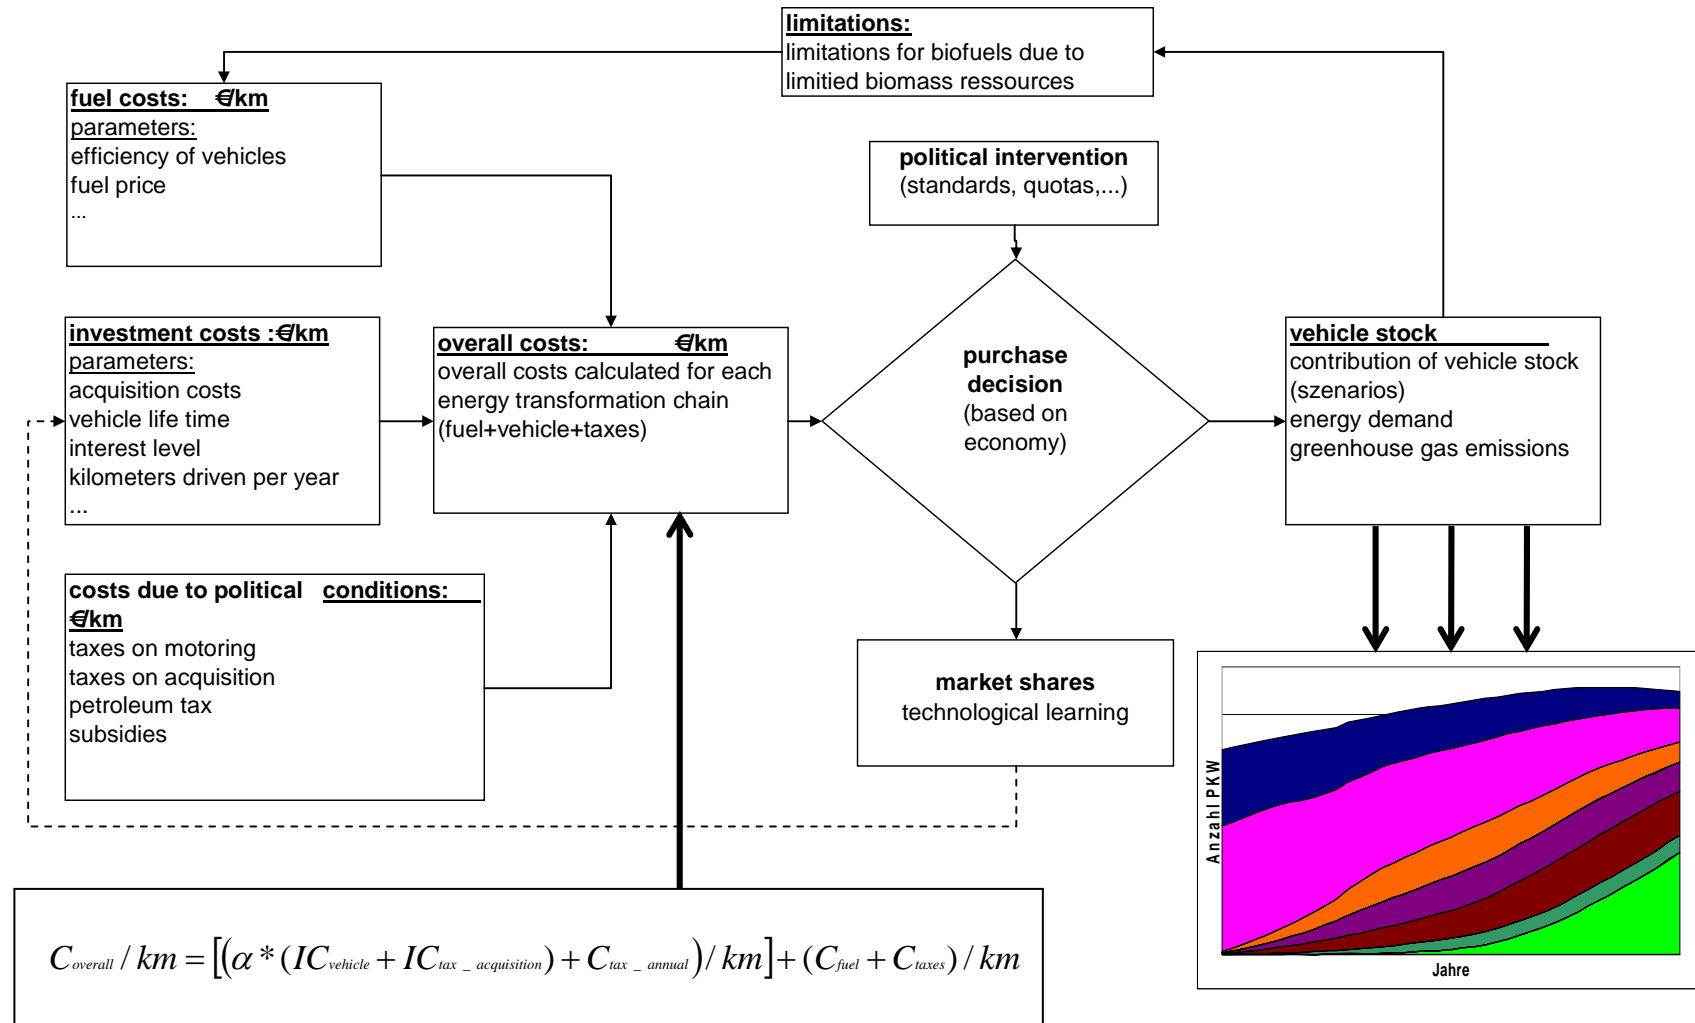 limitations:
limitations for biofuels due to
limitied biomass ressources
fuel costs: €/km
parameters:
efficiency of vehicles
fuel price
...
political intervention
(standards, quotas,...)
investment costs :€/km
parameters:
acquisition costs
vehicle life time
interest level
kilometers driven per year
...
overall costs: €/km
overall costs calculated for each
energy transformation chain
(fuel+vehicle+taxes)
purchase
decision
(based on
economy)
vehicle stock
contribution of vehicle stock
(szenarios)
energy demand
greenhouse gas emissions
costs due to political conditions:
€/km
taxes on motoring
taxes on acquisition
petroleum tax
subsidies
market shares
technological learning
Anzahl PKW
Jahre
C_overall / km = [(α * (IC_vehicle + IC_tax_acquisition) + C_tax_annual) / km] + (C_fuel + C_taxes) / km